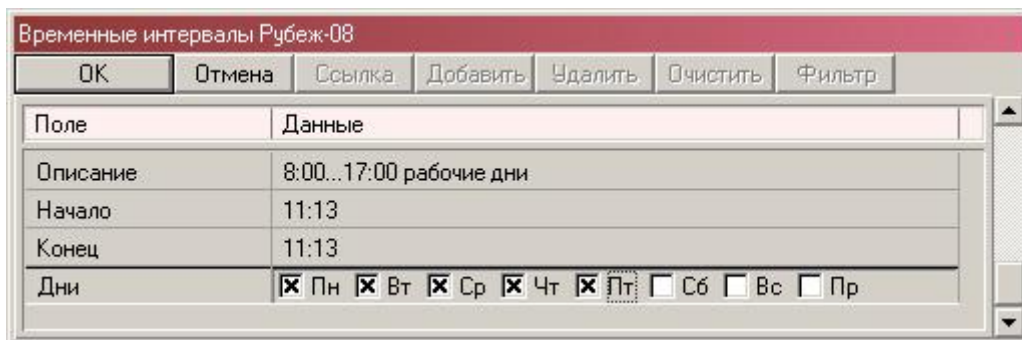 Временные интервалы Рубеж-08
OK Отмена Ссылка Добавить Удалить Очистить Фильтр
Поле Данные
Описание 8:00...17:00 рабочие дни
Начало 11:13
Конец 11:13
Дни Пн Вт Ср Чт Пт Сб Вс Пр